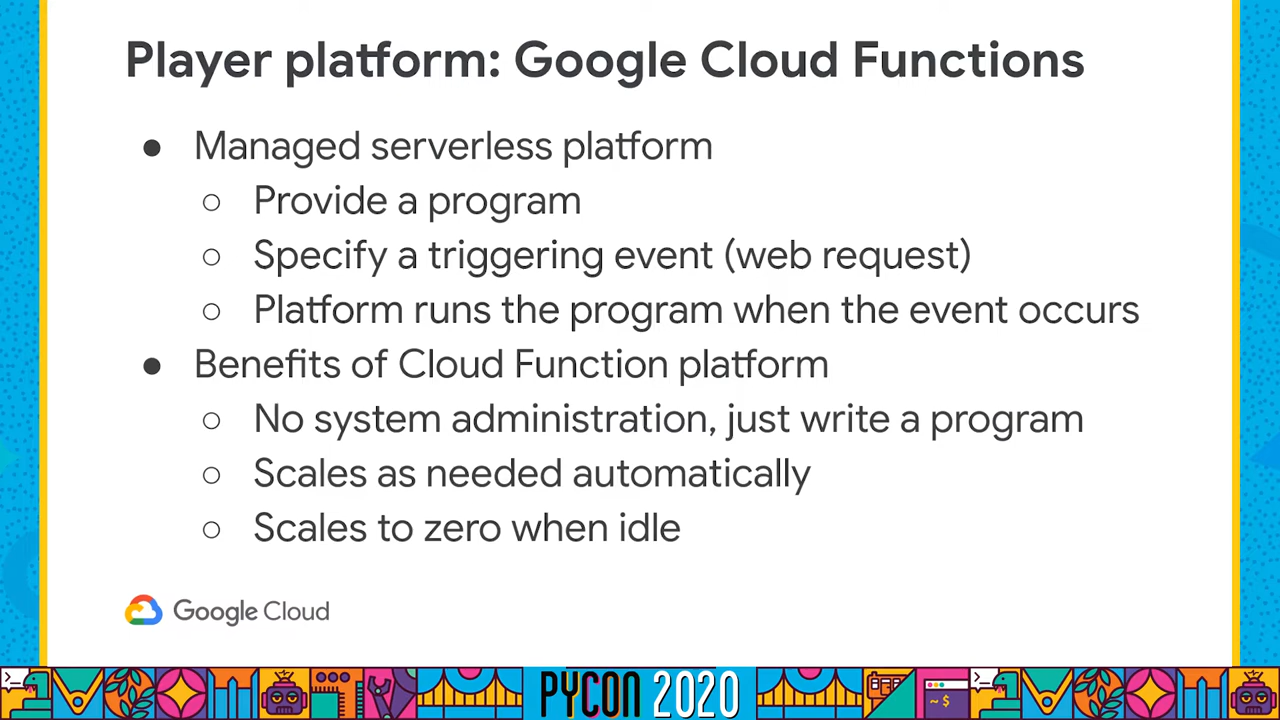 Player platform: Google Cloud Functions
● Managed serverless platform
○ Provide a program
○ Specify a triggering event (web request)
○ Platform runs the program when the event occurs
● Benefits of Cloud Function platform
○ No system administration, just write a program
○ Scales as needed automatically
○ Scales to zero when idle
Google Cloud
PYCON 2020
~$